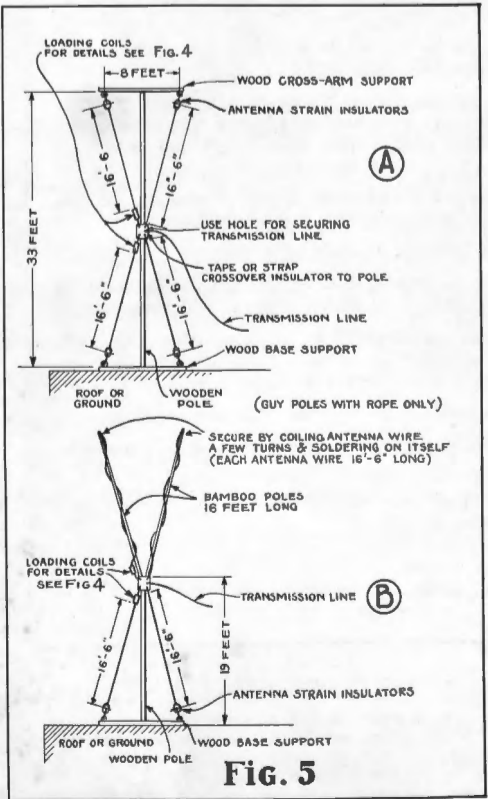 LOADING COILS
FOR DETAILS SEE FIG. 4
8 FEET
WOOD CROSS-ARM SUPPORT
ANTENNA STRAIN INSULATORS
A
16'-6
16'-6"
33 FEET
USE HOLE FOR SECURING
TRANSMISSION LINE
TAPE OR STRAP
CROSSOVER INSULATOR TO POLE
16'-6"
16'-6"
TRANSMISSION LINE
WOOD BASE SUPPORT
ROOF OR
GROUND
WOODEN
POLE
(GUY POLES WITH ROPE ONLY)
SECURE BY COILING ANTENNA WIRE
A FEW TURNS & SOLDERING ON ITSELF
(EACH ANTENNA WIRE 16'-6" LONG)
BAMBOO POLES
16 FEET LONG
LOADING COILS
FOR DETAILS
SEE FIG 4
TRANSMISSION LINE
B
16'-6"
16'-6"
19 FEET
ANTENNA STRAIN INSULATORS
ROOF OR GROUND
WOOD BASE SUPPORT
WOODEN POLE
Fig. 5